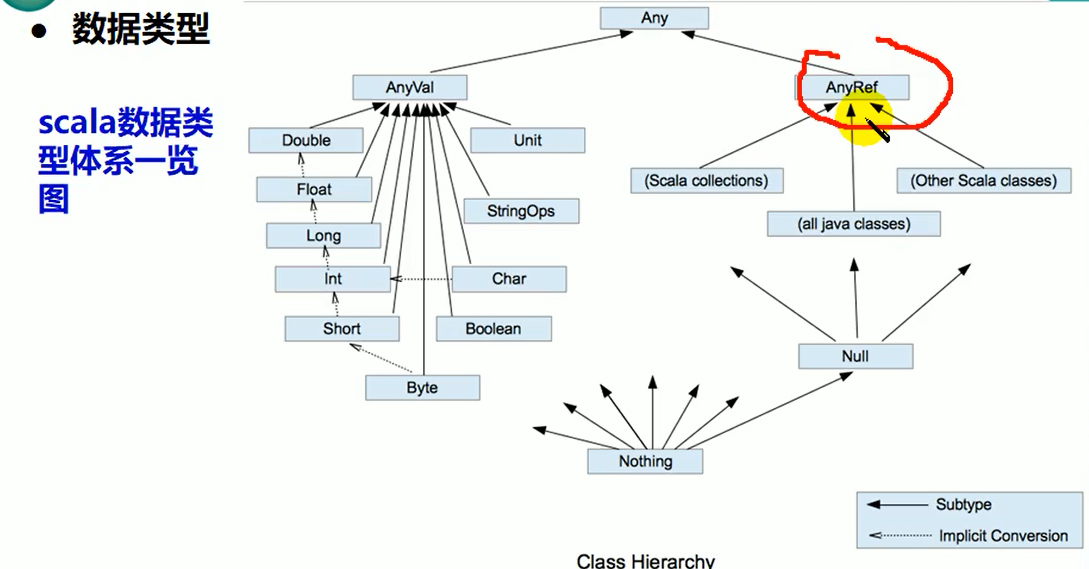 ● 数据类型
scala数据类
型体系一览
图
Any
AnyVal
AnyRef
Double
Unit
Float
(Scala collections)
(Other Scala classes)
StringOps
(all java classes)
Long
Int
Char
Short
Boolean
Null
Byte
Nothing
Subtype
Implicit Conversion
Class Hierarchy